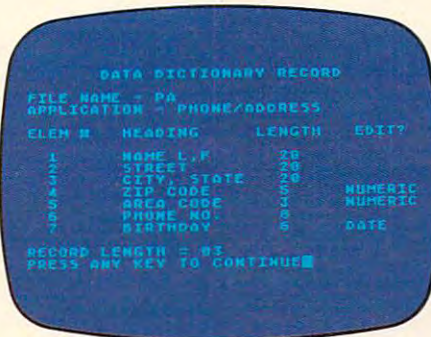 DATA DICTIONARY RECORD
FILE NAME = PA
APPLICATION = PHONE/ADDRESS
ELEM # HEADING LENGTH EDIT?
1 NAME L,F 20
2 STREET 20
3 CITY, STATE 20
4 ZIP CODE 5 NUMERIC
5 AREA CODE 3 NUMERIC
6 PHONE NO. 8
7 BIRTHDAY 6 DATE
RECORD LENGTH = 83
PRESS ANY KEY TO CONTINUE